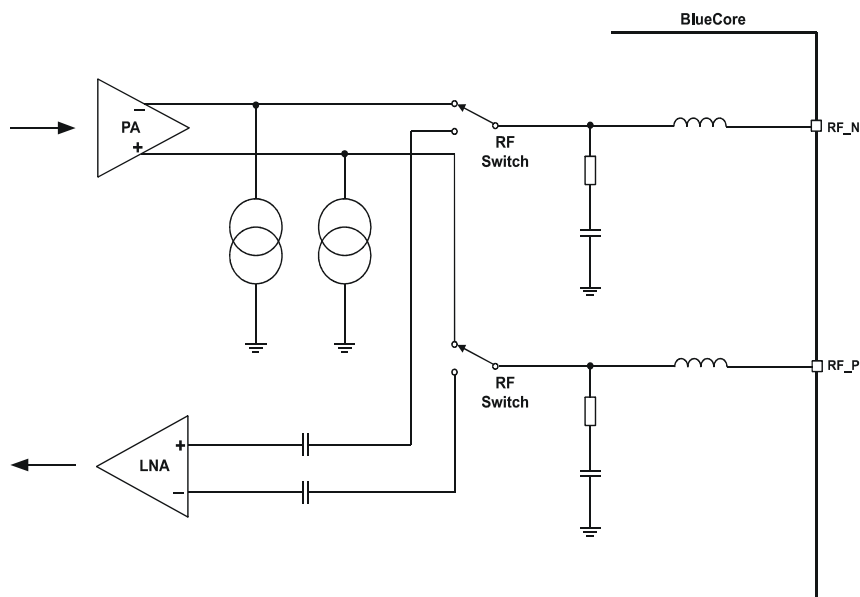 BlueCore
−
PA
+
RF
Switch
RF_N
RF
Switch
RF_P
+
LNA
−